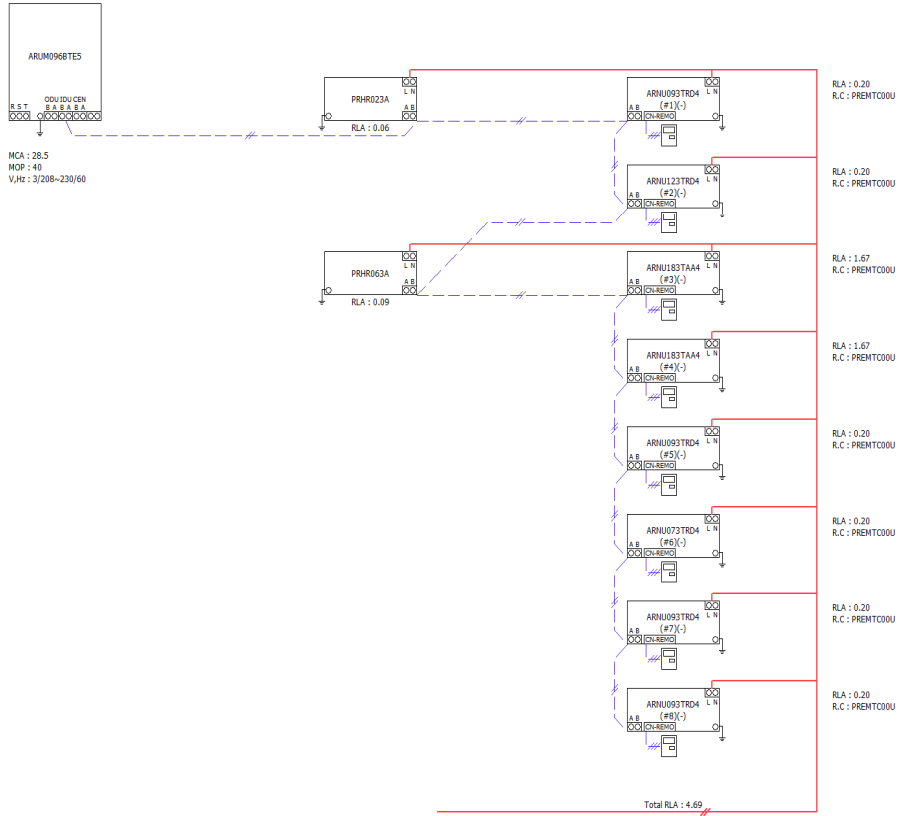 ARUM096BTE5
ODU IDU CEN
R S T B A B A B A
MCA : 28.5
MOP : 40
V,Hz : 3/208~230/60
PRHR023A
L N
A B
RLA : 0.06
ARNU093TRD4
(#1)(-)
L N
A B CN-REMO
RLA : 0.20
R.C : PREMTC00U
ARNU123TRD4
(#2)(-)
L N
A B CN-REMO
RLA : 0.20
R.C : PREMTC00U
PRHR063A
L N
A B
RLA : 0.09
ARNU183TAA4
(#3)(-)
L N
A B CN-REMO
RLA : 1.67
R.C : PREMTC00U
ARNU183TAA4
(#4)(-)
L N
A B CN-REMO
RLA : 1.67
R.C : PREMTC00U
ARNU093TRD4
(#5)(-)
L N
A B CN-REMO
RLA : 0.20
R.C : PREMTC00U
ARNU073TRD4
(#6)(-)
L N
A B CN-REMO
RLA : 0.20
R.C : PREMTC00U
ARNU093TRD4
(#7)(-)
L N
A B CN-REMO
RLA : 0.20
R.C : PREMTC00U
ARNU093TRD4
(#8)(-)
L N
A B CN-REMO
RLA : 0.20
R.C : PREMTC00U
Total RLA : 4.69